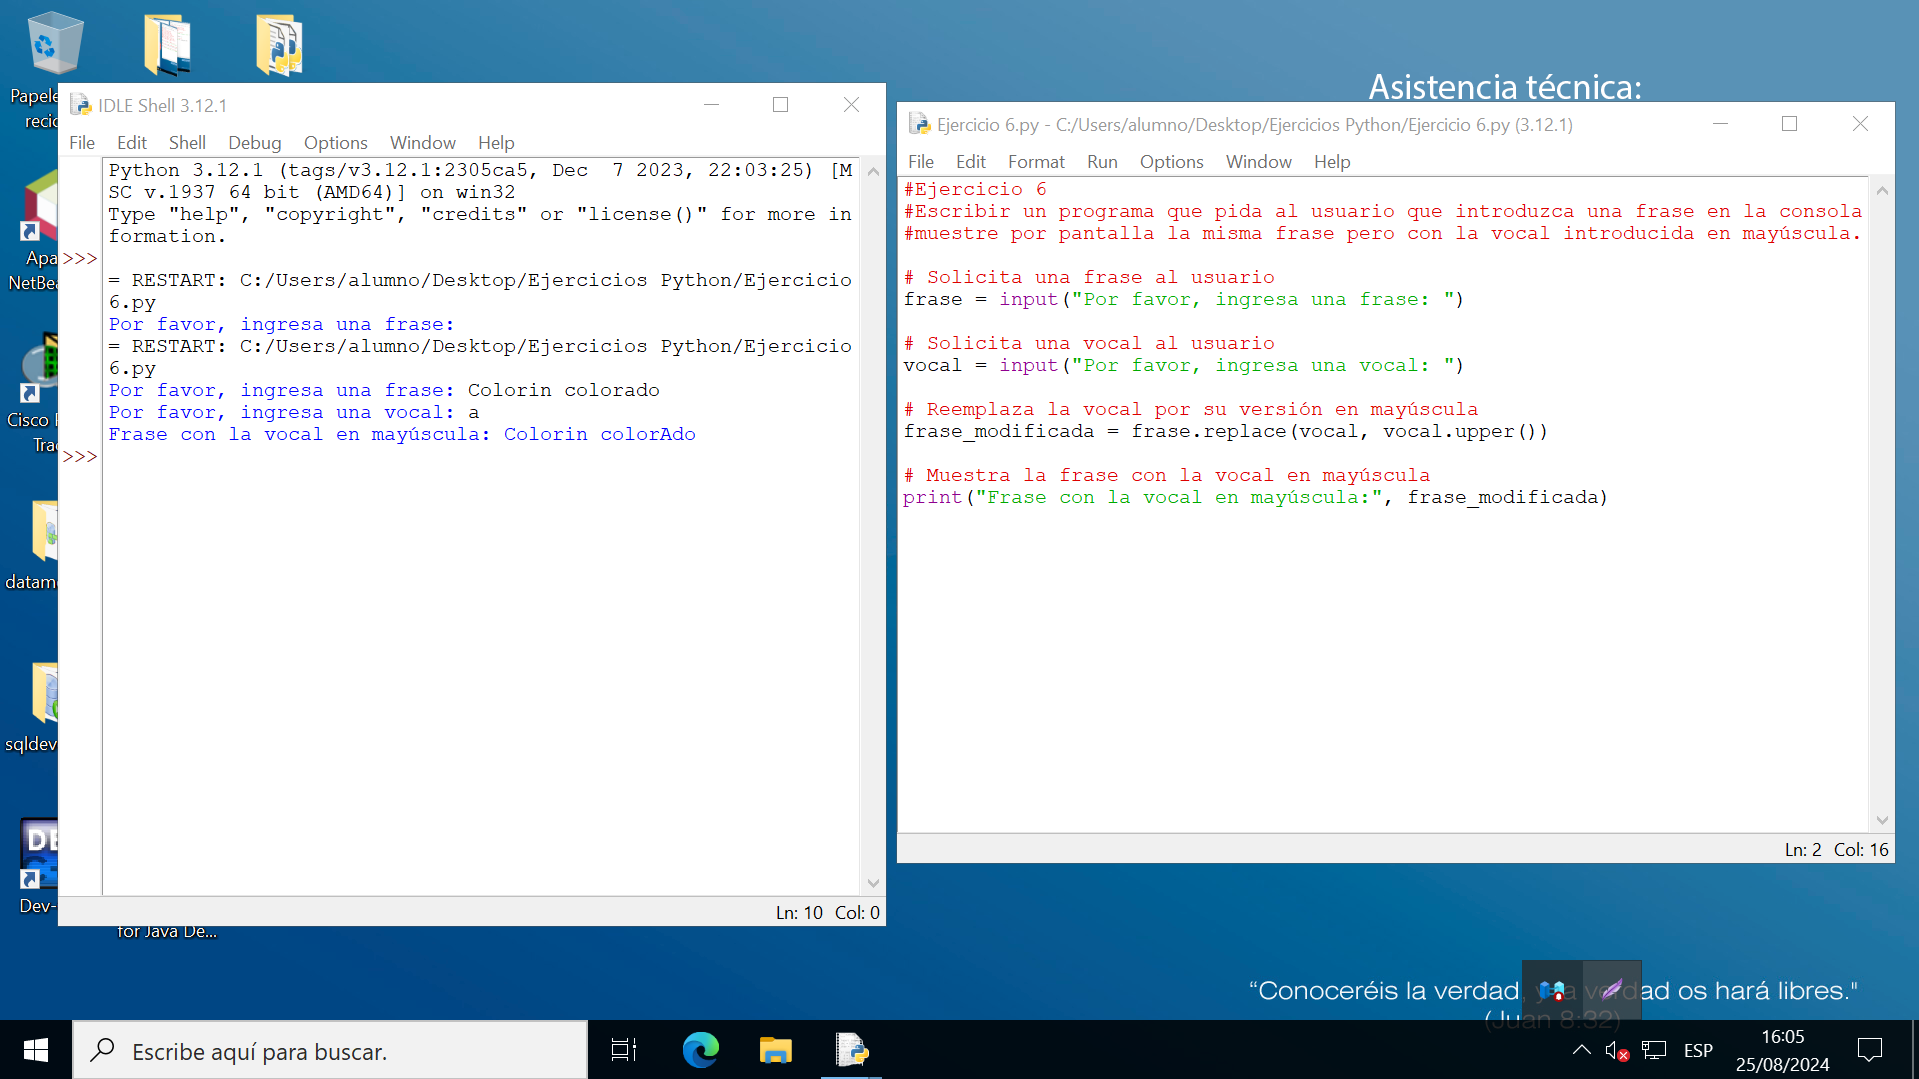 Asistencia técnica:
Papele
recic
Apa
NetBea
Cisco
Tra
datamo
sqldev
DE
Dev-
for Java De...
IDLE Shell 3.12.1
File Edit Shell Debug Options Window Help
Python 3.12.1 (tags/v3.12.1:2305ca5, Dec  7 2023, 22:03:25) [M
SC v.1937 64 bit (AMD64)] on win32
Type "help", "copyright", "credits" or "license()" for more in
formation.
>>>
= RESTART: C:/Users/alumno/Desktop/Ejercicios Python/Ejercicio
6.py
Por favor, ingresa una frase:
= RESTART: C:/Users/alumno/Desktop/Ejercicios Python/Ejercicio
6.py
Por favor, ingresa una frase: Colorin colorado
Por favor, ingresa una vocal: a
Frase con la vocal en mayúscula: Colorin colorAdo
>>>
Ln: 10 Col: 0
Ejercicio 6.py - C:/Users/alumno/Desktop/Ejercicios Python/Ejercicio 6.py (3.12.1)
File Edit Format Run Options Window Help
#Ejercicio 6
#Escribir un programa que pida al usuario que introduzca una frase en la consola
#muestre por pantalla la misma frase pero con la vocal introducida en mayúscula.
# Solicita una frase al usuario
frase = input("Por favor, ingresa una frase: ")
# Solicita una vocal al usuario
vocal = input("Por favor, ingresa una vocal: ")
# Reemplaza la vocal por su versión en mayúscula
frase_modificada = frase.replace(vocal, vocal.upper())
# Muestra la frase con la vocal en mayúscula
print("Frase con la vocal en mayúscula:", frase_modificada)
Ln: 2 Col: 16
“Conoceréis la verdad, y la verdad os hará libres."
(Juan 8:32)
Escribe aquí para buscar.
ESP
16:05
25/08/2024